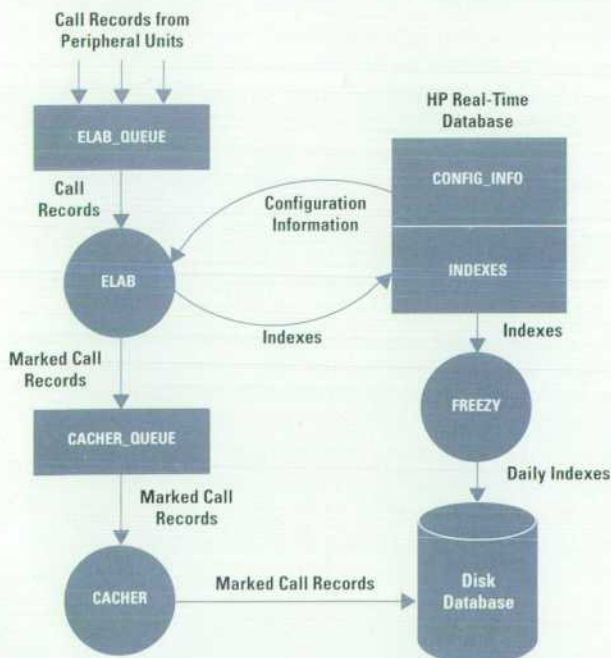 Call Records from
Peripheral Units
ELAB_QUEUE
Call
Records
ELAB
Marked Call
Records
CACHER_QUEUE
Marked Call
Records
CACHER
Marked Call Records
HP Real-Time
Database
CONFIG_INFO
Configuration
Information
INDEXES
Indexes
Indexes
FREEZY
Daily Indexes
Disk
Database